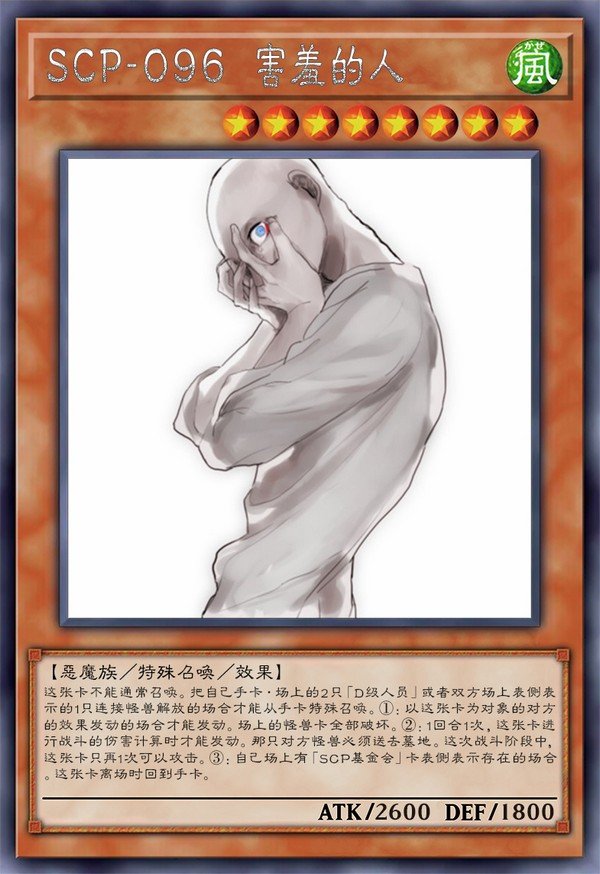 SCP-096 害羞的人
かぜ
風
【惡魔族／特殊召喚／效果】
这张卡不能通常召唤。把自己手卡·场上的2只「D级人员」或者双方场上表侧表
示的1只连接怪兽解放的场合才能从手卡特殊召唤。①：以这张卡为对象的对方
的效果发动的场合才能发动。场上的怪兽卡全部破坏。②：1回合1次，这张卡进
行战斗的伤害计算时才能发动。那只对方怪兽必须送去墓地。这次战斗阶段中，
这张卡只再1次可以攻击。③：自己场上有「SCP基金会」卡表侧表示存在的场合
。这张卡离场时回到手卡。
ATK/2600 DEF/1800